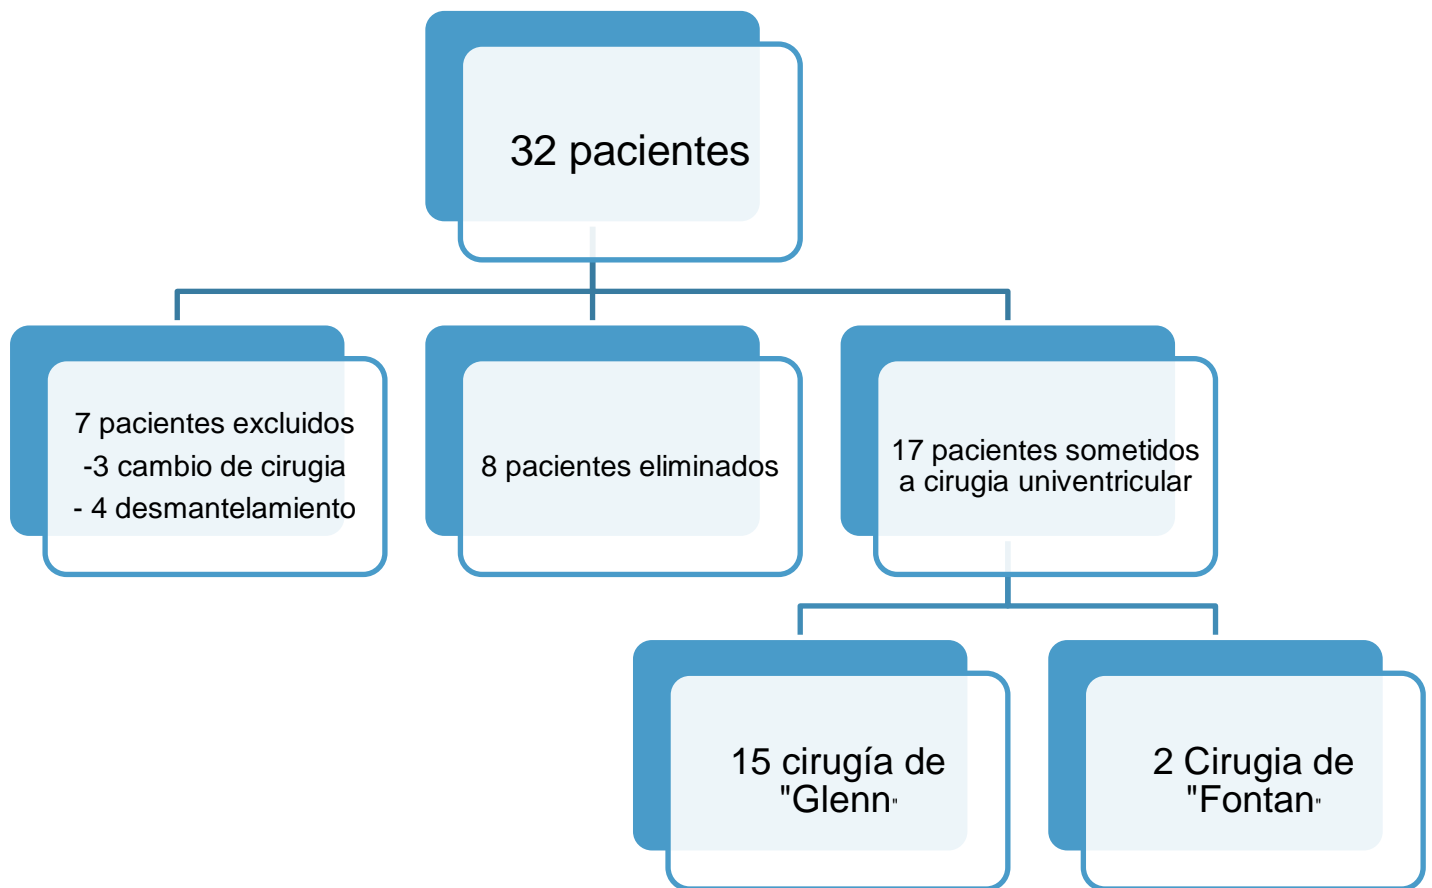 32 pacientes
7 pacientes excluidos
-3 cambio de cirugia
- 4 desmantelamiento
8 pacientes eliminados
17 pacientes sometidos
a cirugia univentricular
15 cirugía de
"Glenn"
2 Cirugia de
"Fontan"